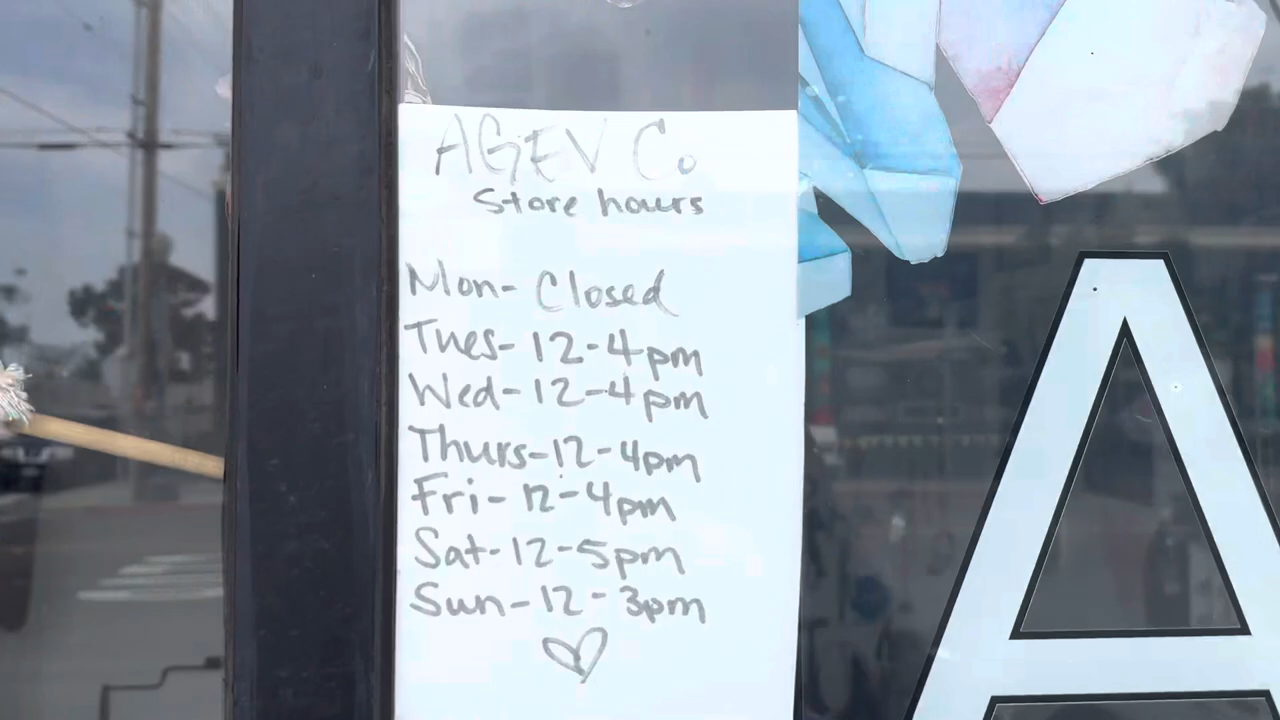 AGEV Co
Store hours
Mon- Closed
Tues- 12-4pm
Wed- 12-4pm
Thurs-12-4pm
Fri- 12-4pm
Sat-12-5pm
Sun-12-3pm
A